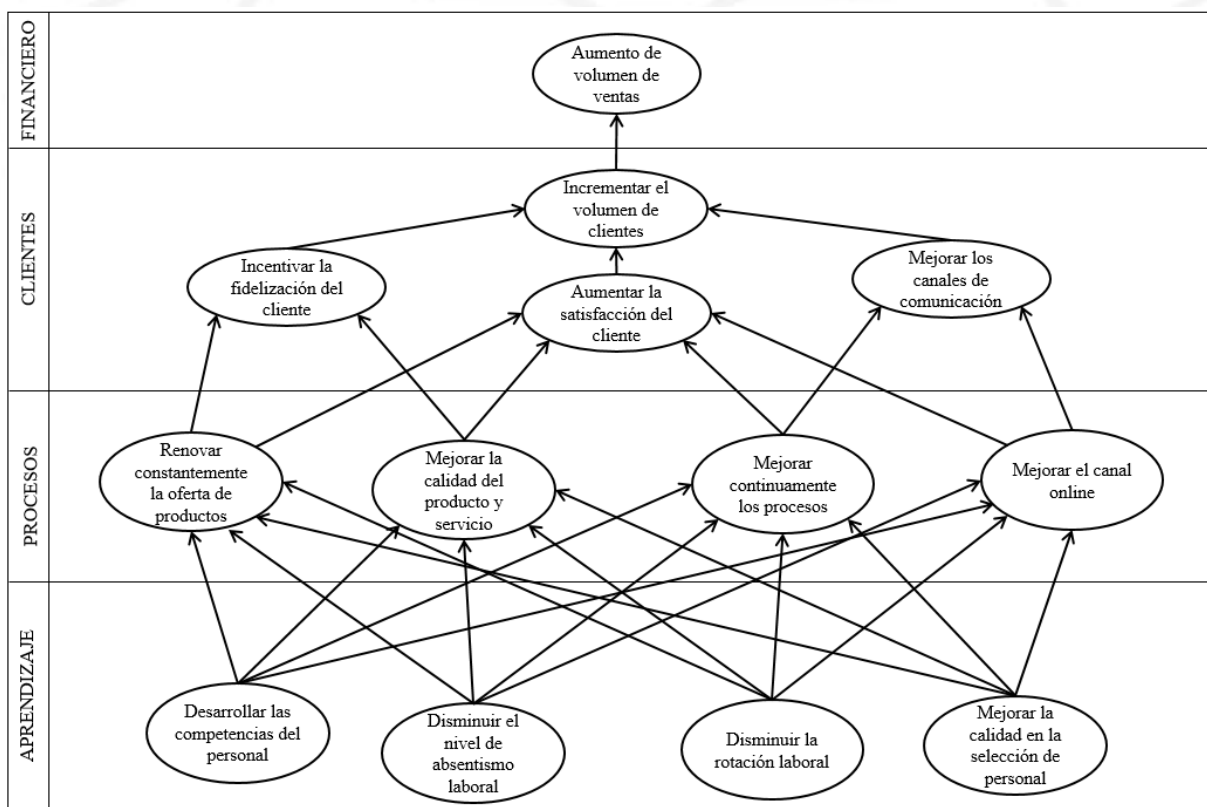 FINANCIERO
Aumento de
volumen de
ventas
CLIENTES
Incrementar el
volumen de
clientes
Incentivar la
fidelización del
cliente
Aumentar la
satisfacción del
cliente
Mejorar los
canales de
comunicación
PROCESOS
Renovar
constantemente
la oferta de
productos
Mejorar la
calidad del
producto y
servicio
Mejorar
continuamente
los procesos
Mejorar el canal
online
APRENDIZAJE
Desarrollar las
competencias del
personal
Disminuir el
nivel de
absentismo
laboral
Disminuir la
rotación laboral
Mejorar la
calidad en la
selección de
personal